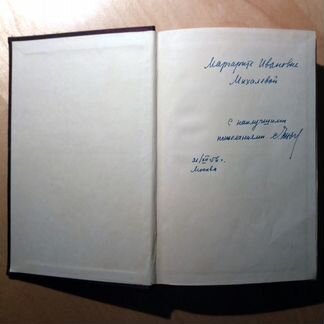 Маргарите Ивановне
Михалевой
с наилучшими
пожеланиями
Москва